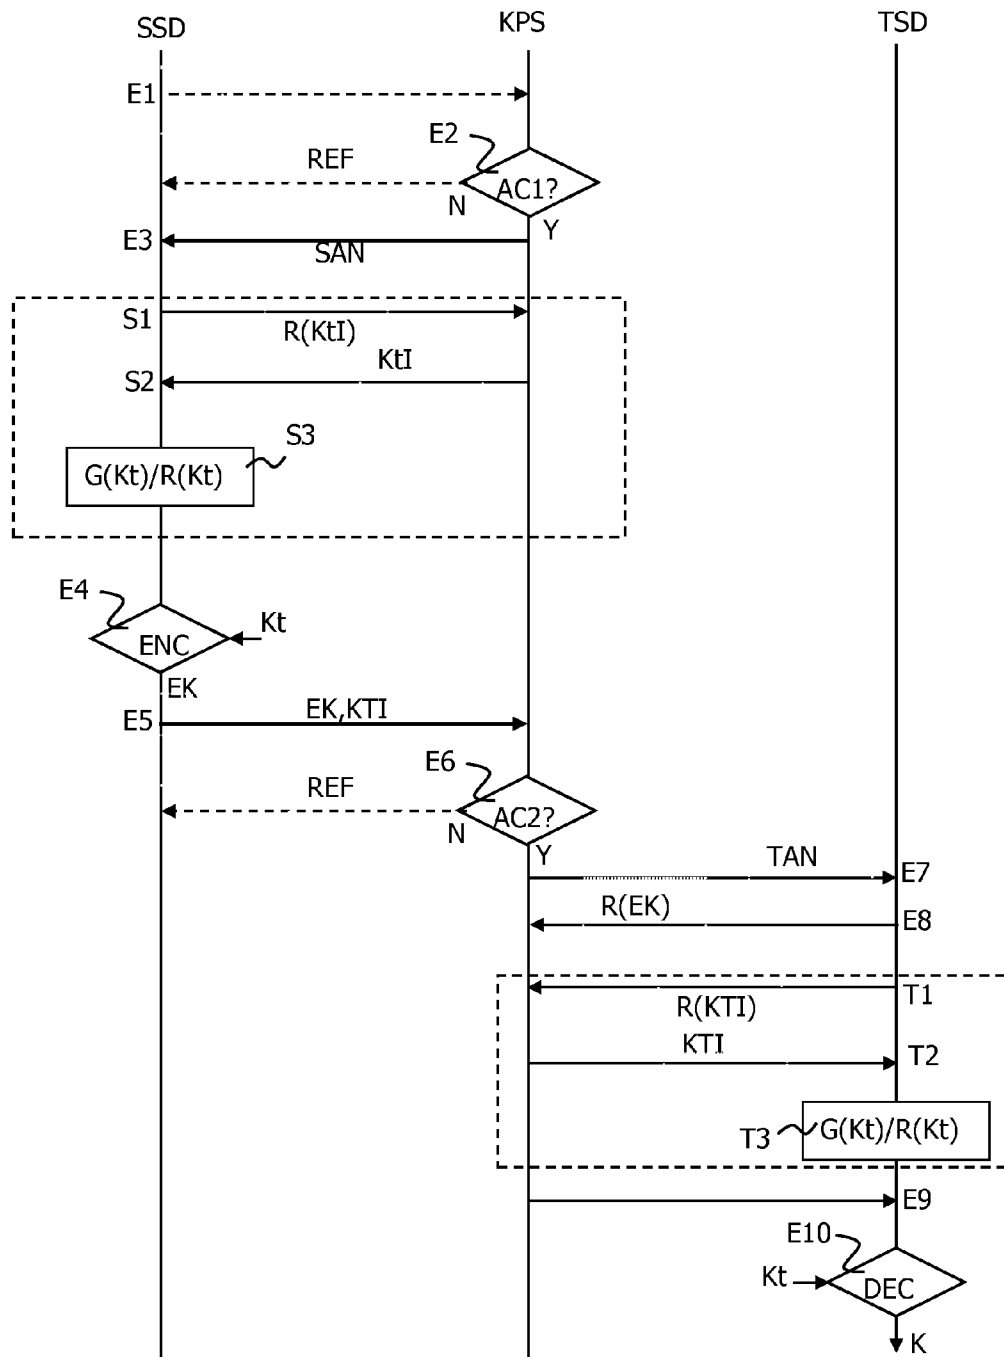 SSD KPS TSD
E1
E2
REF
AC1?
N
Y
E3
SAN
S1
R(KtI)
KtI
S2
S3
G(Kt)/R(Kt)
E4
Kt
ENC
EK
E5
EK,KTI
E6
REF
AC2?
N
Y
TAN
E7
R(EK)
E8
T1
R(KTI)
KTI
T2
T3
G(Kt)/R(Kt)
E9
E10
Kt
DEC
K